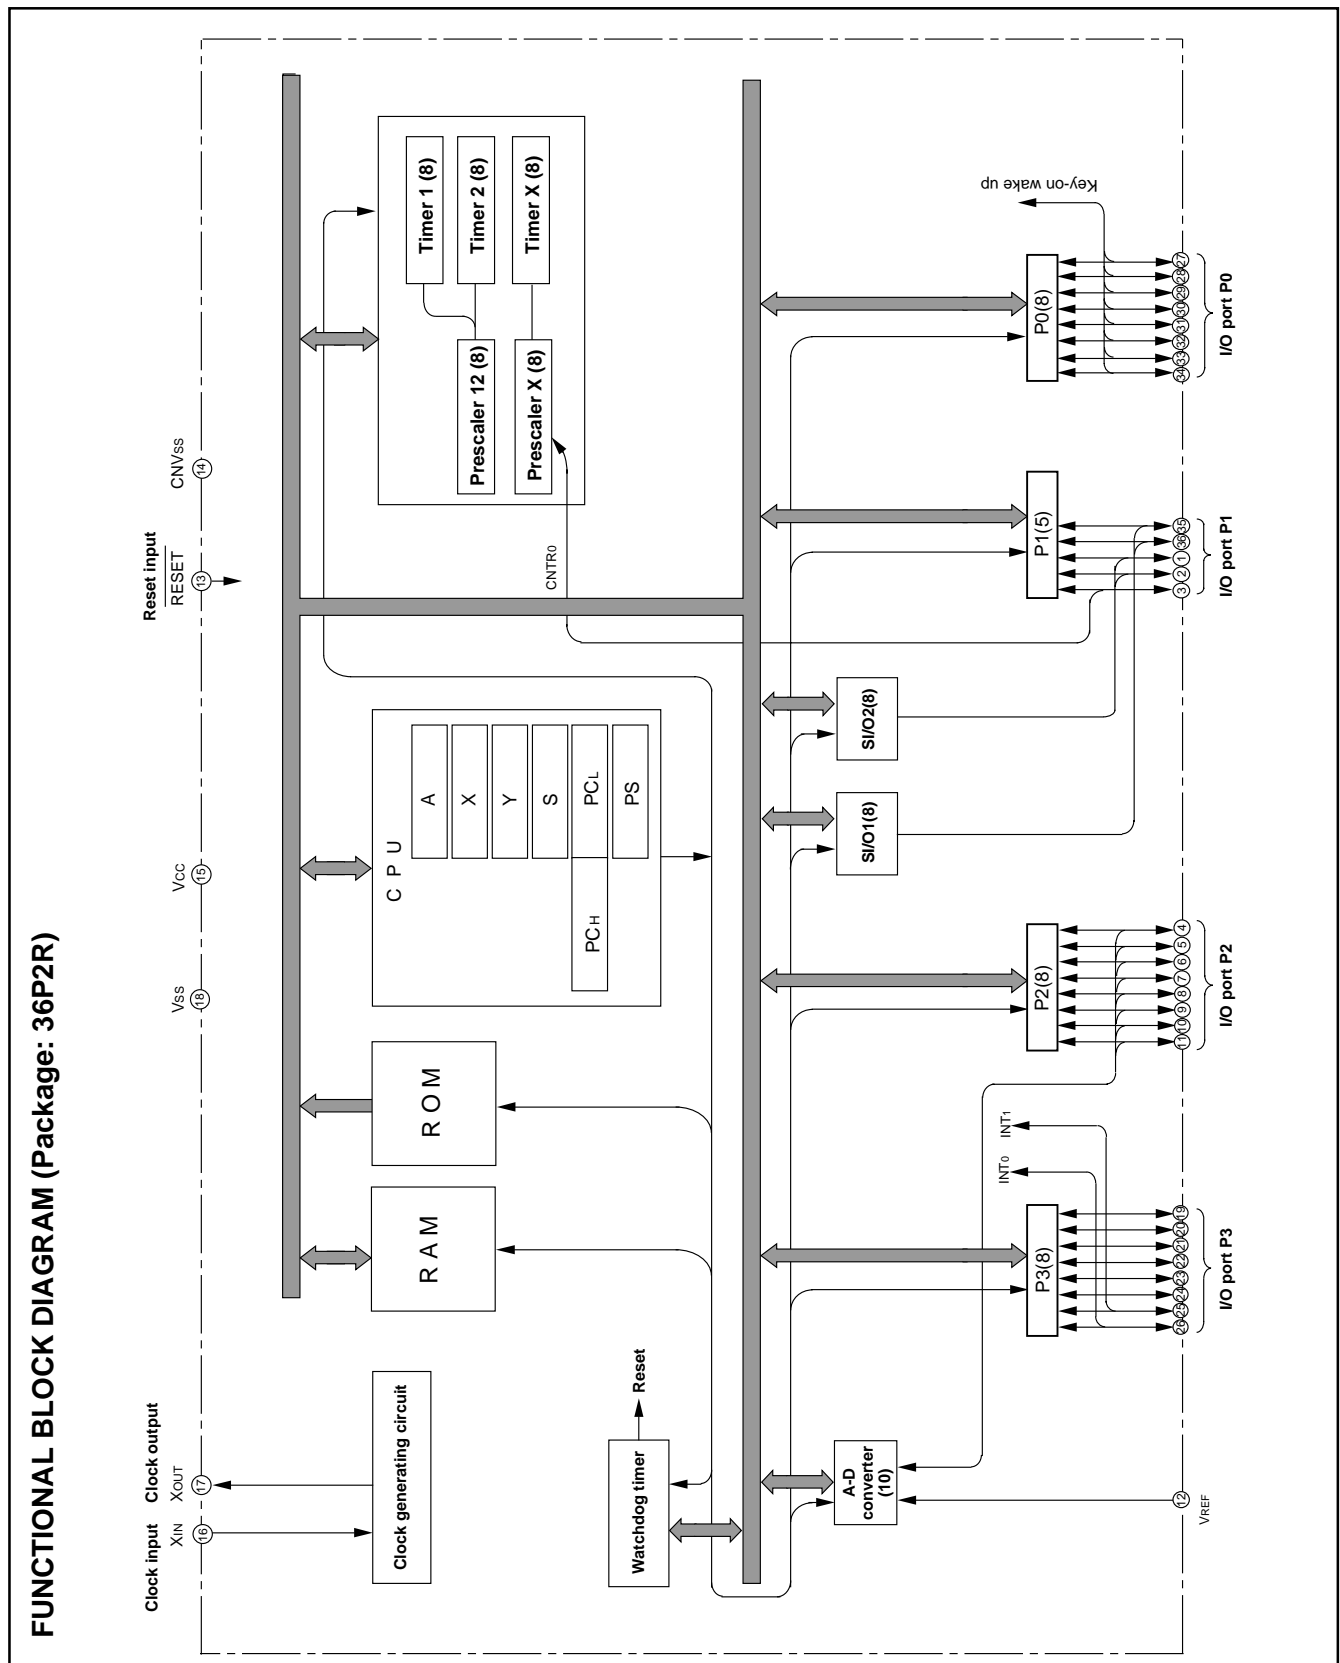 FUNCTIONAL BLOCK DIAGRAM (Package: 36P2R)
Clock input
XIN
16
Clock output
XOUT
17
VSS
18
VCC
15
Reset input
RESET
13
CNVSS
14
Clock generating circuit
RAM
ROM
CPU
A
X
Y
S
PCH
PCL
PS
Timer 1 (8)
Prescaler 12 (8)
Timer 2 (8)
Prescaler X (8)
Timer X (8)
CNTR0
Watchdog timer
Reset
A-D
converter
(10)
SI/O1(8)
SI/O2(8)
INT0
INT1
Key-on wake up
P3(8)
P2(8)
P1(5)
P0(8)
12
VREF
26 25 24 23 22 21 20 19
I/O port P3
11 10 9 8 7 6 5 4
I/O port P2
3 2 1 36 35
I/O port P1
34 33 32 31 30 29 28 27
I/O port P0